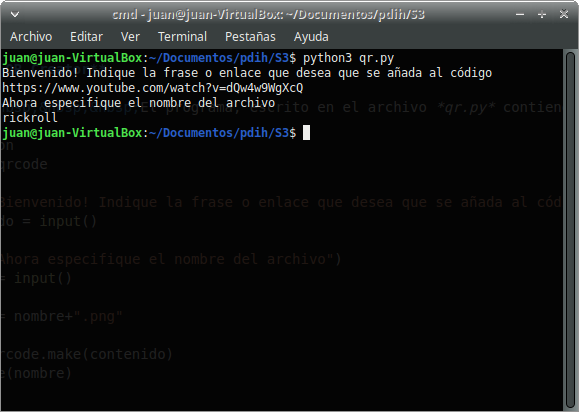 cmd - juan@juan-VirtualBox: ~/Documentos/pdih/S3
Archivo Editar Ver Terminal Pestañas Ayuda
juan@juan-VirtualBox:~/Documentos/pdih/S3$ python3 qr.py
Bienvenido! Indique la frase o enlace que desea que se añada al código
https://www.youtube.com/watch?v=dQw4w9WgXcQ
Ahora especifique el nombre del archivo
El programa, escrito en el archivo *qr.py* contien
rickroll
juan@juan-VirtualBox:~/Documentos/pdih/S3$
on
qrcode
Bienvenido! Indique la frase o enlace que desea que se añada al cód
do = input()
Ahora especifique el nombre del archivo")
= input()
= nombre+".png"
rcode.make(contenido)
e(nombre)